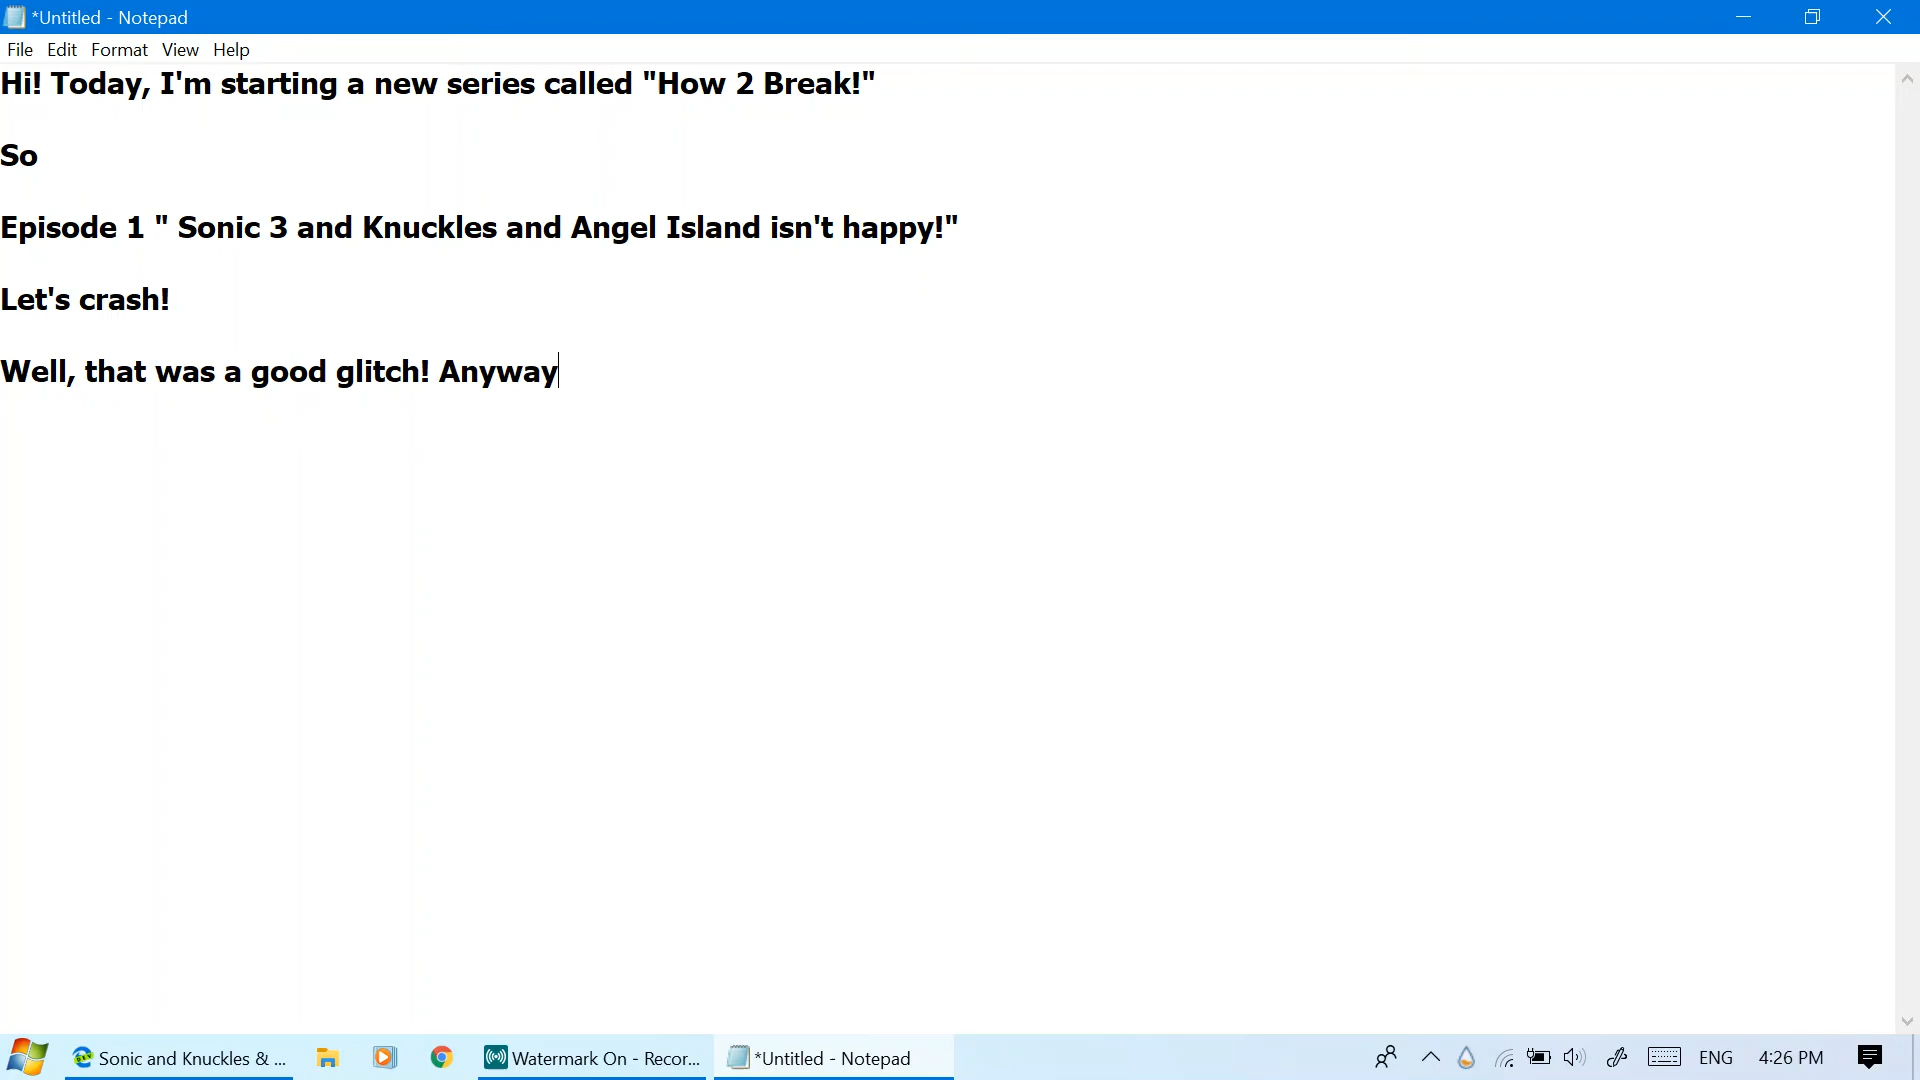 *Untitled - Notepad
File Edit Format View Help
Hi! Today, I'm starting a new series called "How 2 Break!"
So
Episode 1 " Sonic 3 and Knuckles and Angel Island isn't happy!"
Let's crash!
Well, that was a good glitch! Anyway
Sonic and Knuckles & ... Watermark On - Recor... *Untitled - Notepad ENG 4:26 PM